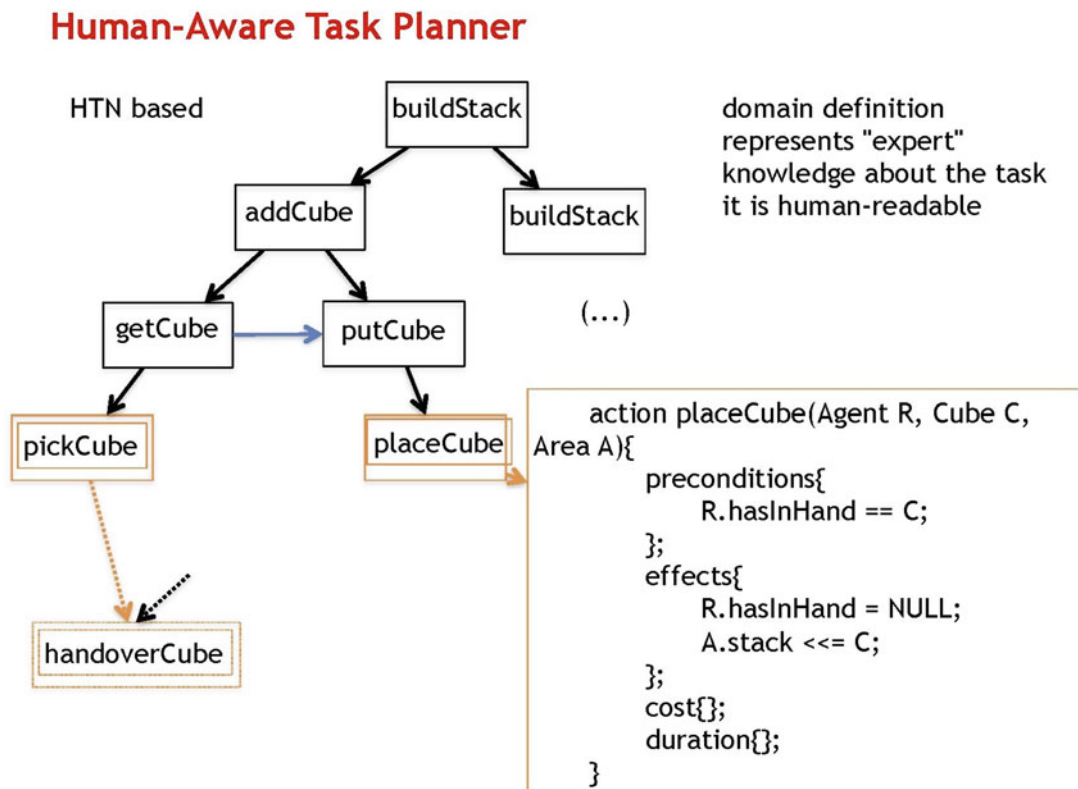 Human-Aware Task Planner
HTN based
buildStack
domain definition
represents "expert"
knowledge about the task
it is human-readable
addCube
buildStack
getCube
putCube
(...)
pickCube
placeCube
action placeCube(Agent R, Cube C,
Area A){
preconditions{
R.hasInHand == C;
};
effects{
R.hasInHand = NULL;
A.stack <<= C;
};
cost{};
duration{};
}
handoverCube